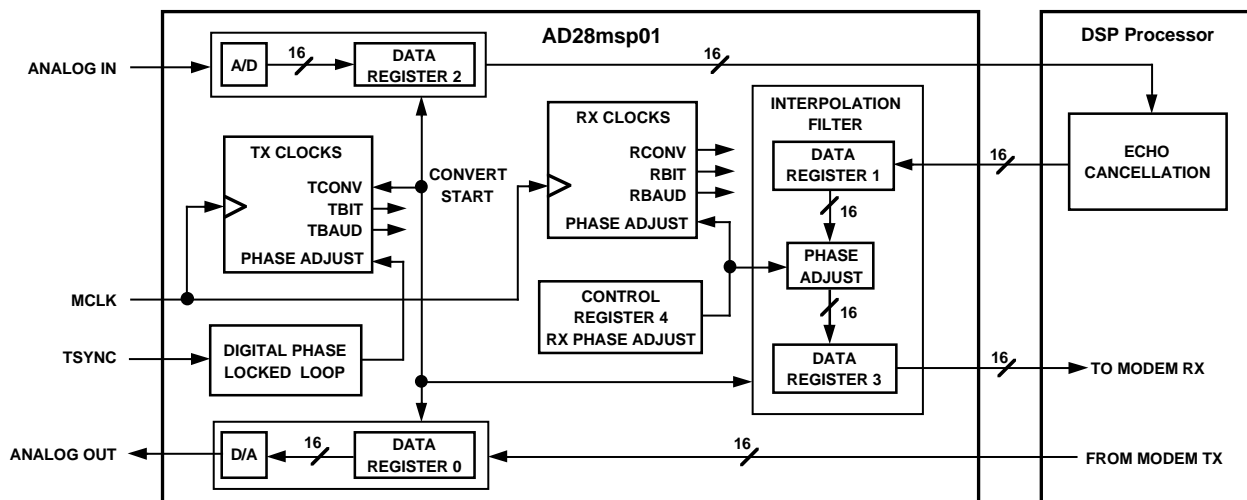 AD28msp01
DSP Processor
ANALOG IN
A/D
16
DATA
REGISTER 2
16
INTERPOLATION
FILTER
TX CLOCKS
TCONV
TBIT
TBAUD
PHASE ADJUST
CONVERT
START
RX CLOCKS
RCONV
RBIT
RBAUD
PHASE ADJUST
DATA
REGISTER 1
16
ECHO
CANCELLATION
16
PHASE
ADJUST
16
MCLK
CONTROL
REGISTER 4
RX PHASE ADJUST
TSYNC
DIGITAL PHASE
LOCKED LOOP
DATA
REGISTER 3
16
TO MODEM RX
ANALOG OUT
D/A
16
DATA
REGISTER 0
16
FROM MODEM TX